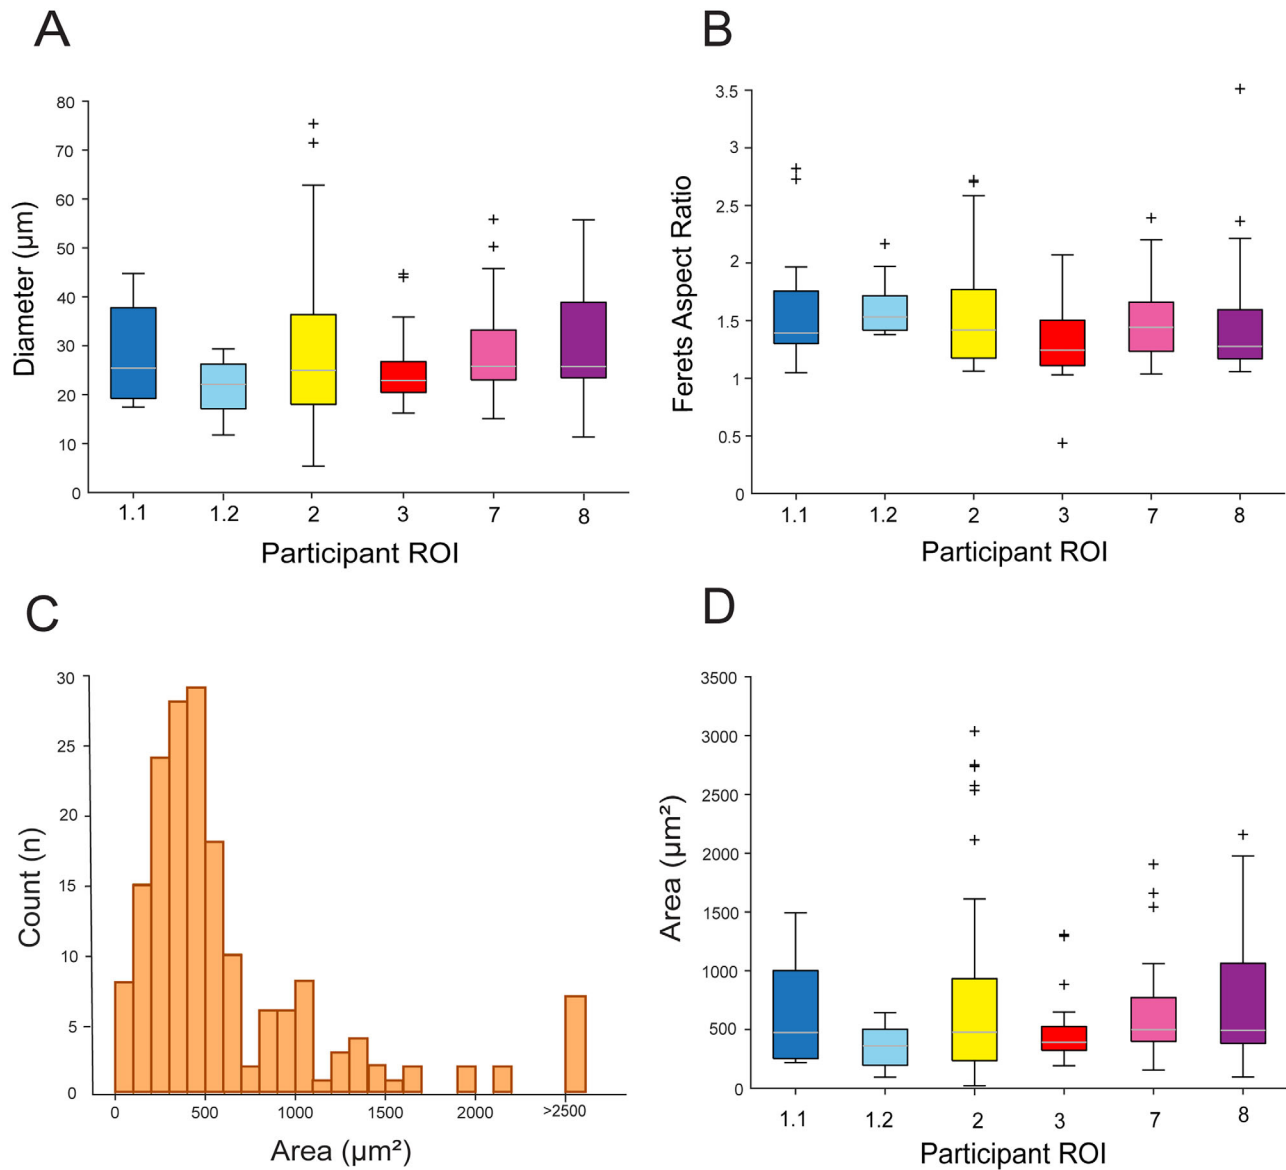 A
Diameter (µm)
80
70
60
50
40
30
20
10
0
1.1 1.2 2 3 7 8
Participant ROI
B
Ferets Aspect Ratio
3.5
3
2.5
2
1.5
1
0.5
0
1.1 1.2 2 3 7 8
Participant ROI
C
Count (n)
30
25
20
15
10
5
0
0 500 1000 1500 2000 >2500
Area (µm²)
D
Area (µm²)
3500
3000
2500
2000
1500
1000
500
0
1.1 1.2 2 3 7 8
Participant ROI